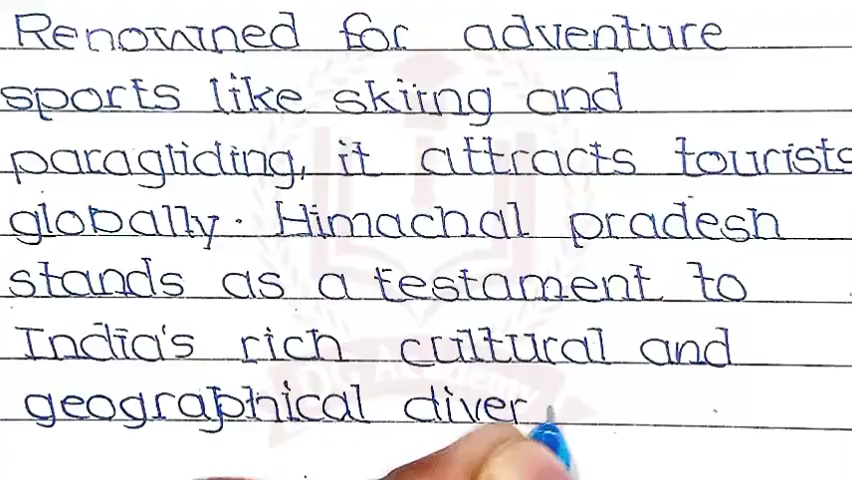 Renowned for adventure
sports like skiing and
paragliding, it attracts tourists
globally. Himachal pradesh
stands as a testament to
India's rich cultural and
geographical diver